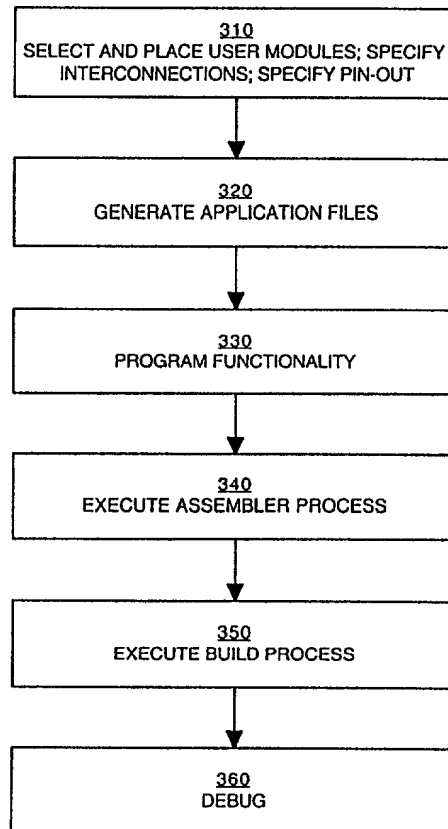 310
SELECT AND PLACE USER MODULES; SPECIFY
INTERCONNECTIONS; SPECIFY PIN-OUT
320
GENERATE APPLICATION FILES
330
PROGRAM FUNCTIONALITY
340
EXECUTE ASSEMBLER PROCESS
350
EXECUTE BUILD PROCESS
360
DEBUG